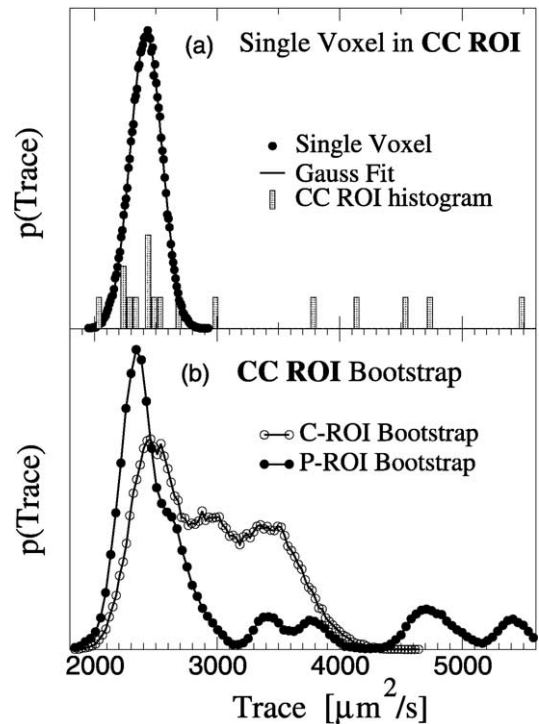 (a) Single Voxel in CC ROI
p(Trace)
Single Voxel
Gauss Fit
CC ROI histogram
(b) CC ROI Bootstrap
p(Trace)
C-ROI Bootstrap
P-ROI Bootstrap
2000 3000 4000 5000
Trace [μm²/s]